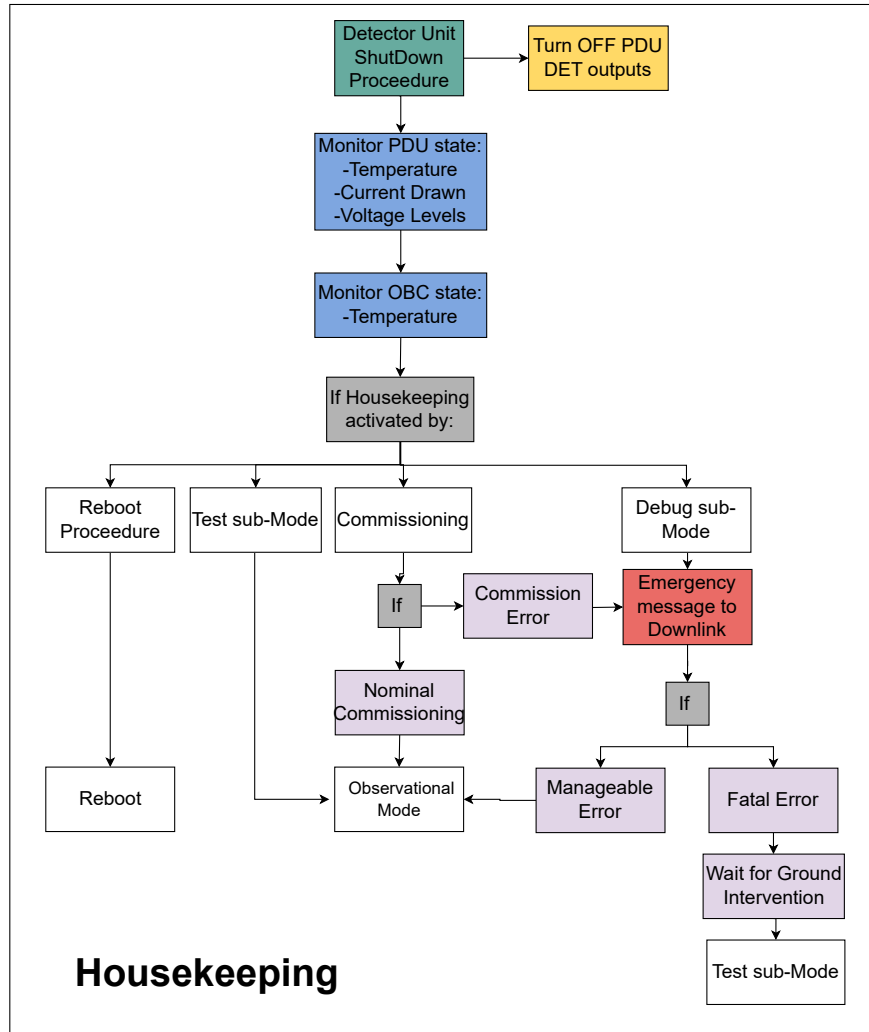 Detector Unit
ShutDown
Proceedure
Turn OFF PDU
DET outputs
Monitor PDU state:
-Temperature
-Current Drawn
-Voltage Levels
Monitor OBC state:
-Temperature
If Housekeeping
activated by:
Reboot
Proceedure
Test sub-Mode
Commissioning
Debug sub-
Mode
If
Commission
Error
Emergency
message to
Downlink
Nominal
Commissioning
If
Reboot
Observational
Mode
Manageable
Error
Fatal Error
Wait for Ground
Intervention
Test sub-Mode
Housekeeping